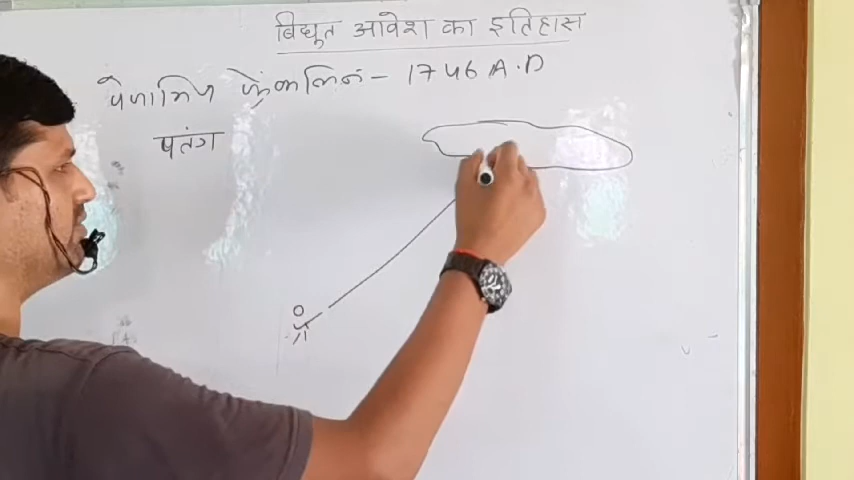 विद्युत आवेश का इतिहास
फ्रेंकलिन - 1746 A.D
पतंग